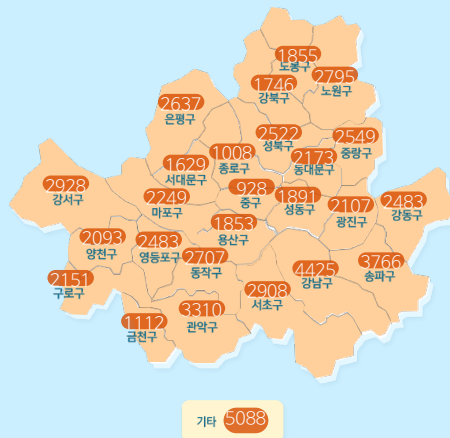 1855
도봉구
2795
노원구
1746
강북구
2637
은평구
2522
성북구
2549
중랑구
1008
종로구
2173
동대문구
1629
서대문구
2928
강서구
2249
마포구
928
중구
1891
성동구
2107
광진구
2483
강동구
1853
용산구
2093
양천구
2483
영등포구
2707
동작구
3766
송파구
4425
강남구
2151
구로구
2908
서초구
3310
관악구
1112
금천구
기타 5088